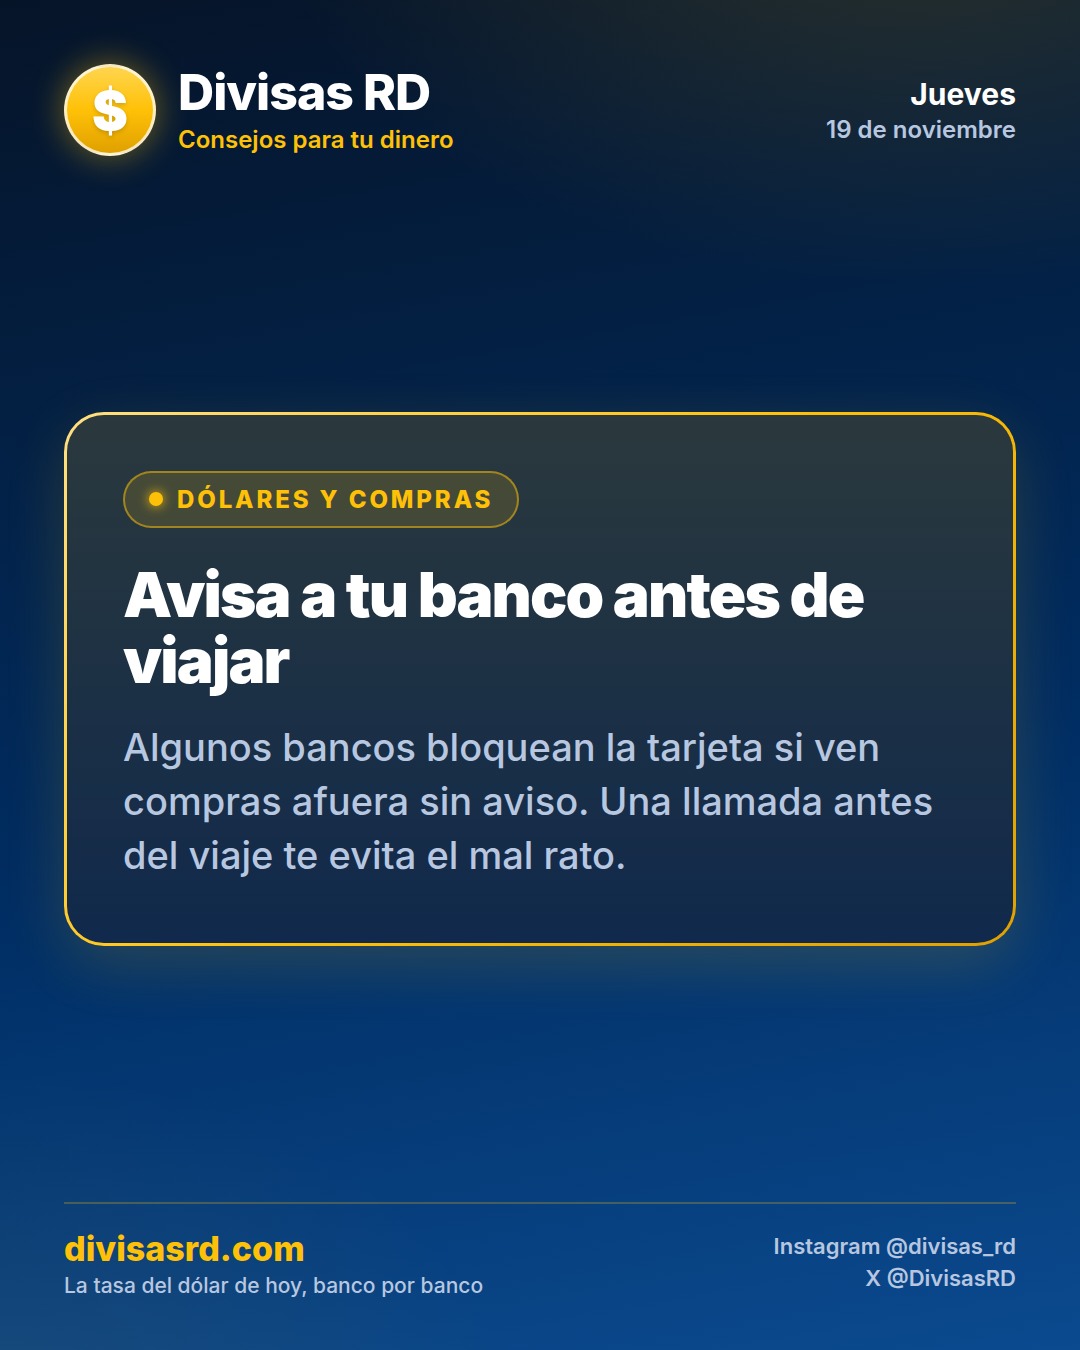 $
Divisas RD
Consejos para tu dinero
Jueves
19 de noviembre
DÓLARES Y COMPRAS
Avisa a tu banco antes de
viajar
Algunos bancos bloquean la tarjeta si ven
compras afuera sin aviso. Una llamada antes
del viaje te evita el mal rato.
divisasrd.com
La tasa del dólar de hoy, banco por banco
Instagram @divisas_rd
X @DivisasRD